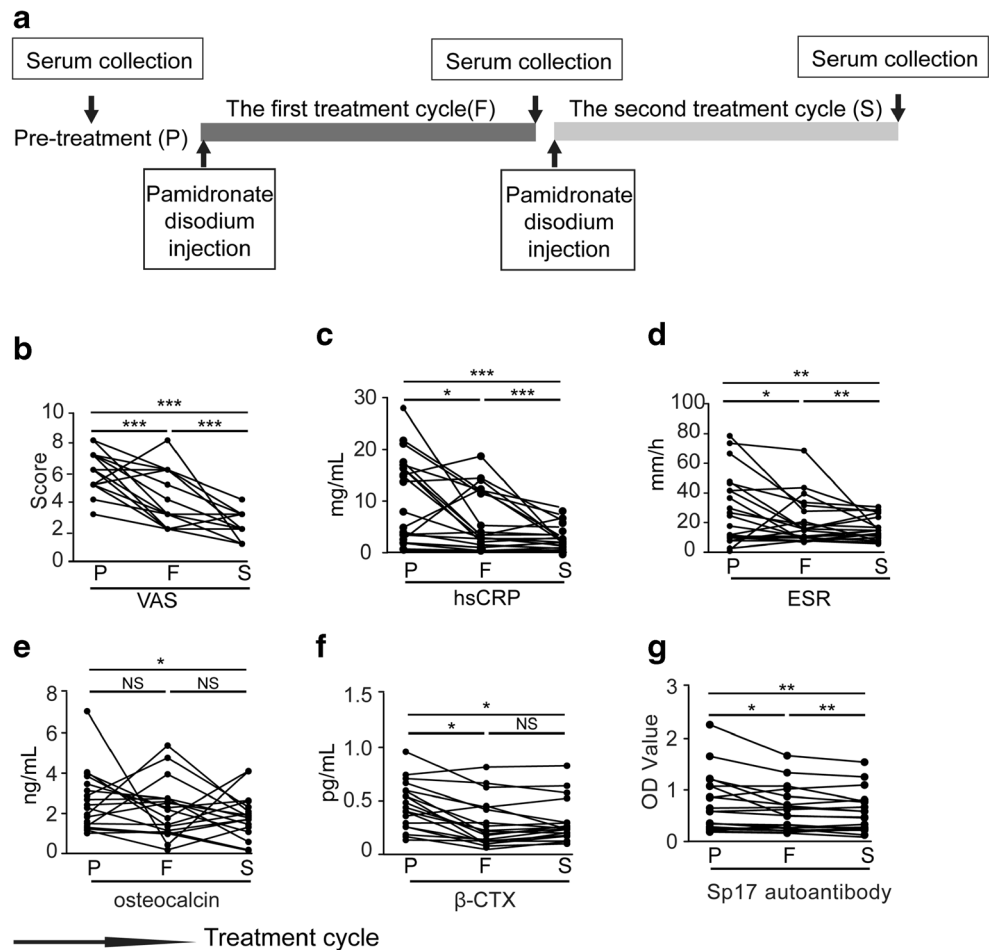 a
Serum collection
Serum collection
Serum collection
The first treatment cycle(F)
The second treatment cycle (S)
Pre-treatment (P)
Pamidronate
disodium
injection
Pamidronate
disodium
injection
b
***
***
***
10
8
6
4
2
0
Score
P
F
S
VAS
c
***
*
***
30
20
10
0
mg/mL
P
F
S
hsCRP
d
**
*
**
100
80
60
40
20
0
mm/h
P
F
S
ESR
e
*
NS
NS
8
6
4
2
0
ng/mL
P
F
S
osteocalcin
f
*
*
NS
1.5
1.0
0.5
0
pg/mL
P
F
S
β-CTX
g
**
*
**
3
2
1
0
OD Value
P
F
S
Sp17 autoantibody
Treatment cycle